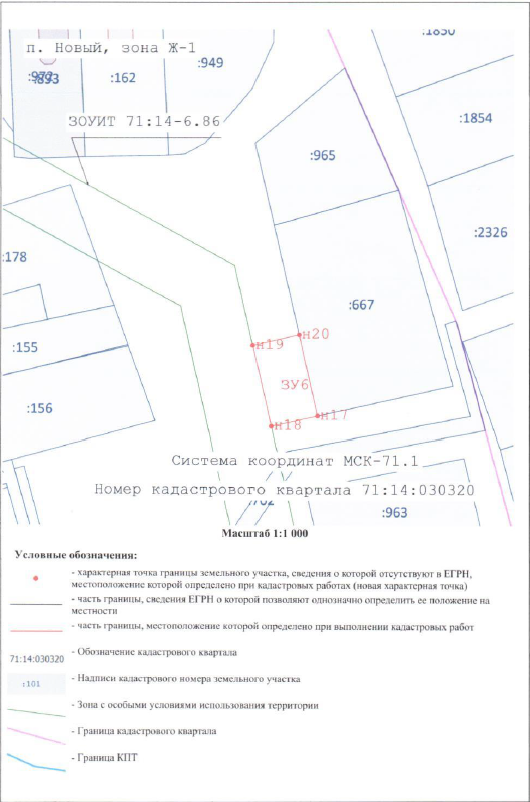 :1850
п. Новый, зона Ж-1
:949
:162
ЗОУИТ 71:14-6.86
:1854
:965
:2326
:178
:667
н20
:155
н19
ЗУ6
:156
н17
н18
Система координат МСК-71.1
Номер кадастрового квартала 71:14:030320
:963
Масштаб 1:1 000
Условные обозначения:
- характерная точка границы земельного участка, сведения о которой отсутствуют в ЕГРН,
местоположение которой определено при кадастровых работах (новая характерная точка)
- часть границы, сведения ЕГРН о которой позволяют однозначно определить ее положение на
местности
- часть границы, местоположение которой определено при выполнении кадастровых работ
71:14:030320 - Обозначение кадастрового квартала
:101 - Надписи кадастрового номера земельного участка
- Зона с особыми условиями использования территории
- Граница кадастрового квартала
- Граница КПТ